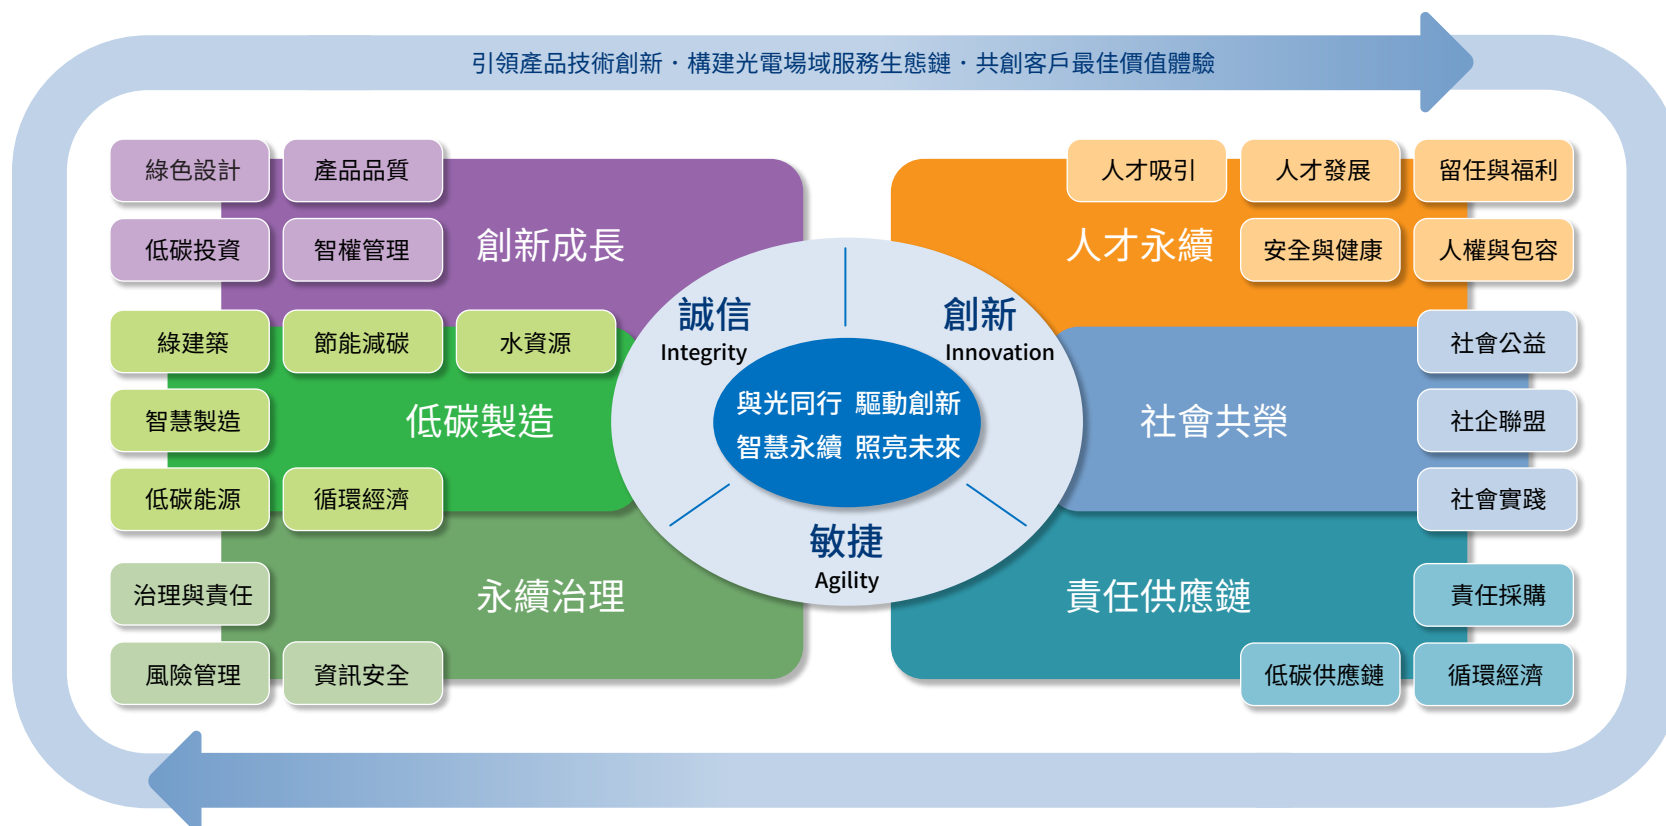 引領產品技術創新．構建光電場域服務生態鏈．共創客戶最佳價值體驗
綠色設計
產品品質
低碳投資
智權管理
創新成長
綠建築
節能減碳
水資源
智慧製造
低碳製造
低碳能源
循環經濟
治理與責任
永續治理
風險管理
資訊安全
誠信
Integrity
創新
Innovation
與光同行 驅動創新
智慧永續 照亮未來
敏捷
Agility
人才吸引
人才發展
留任與福利
人才永續
安全與健康
人權與包容
社會公益
社會共榮
社企聯盟
社會實踐
責任供應鏈
責任採購
低碳供應鏈
循環經濟